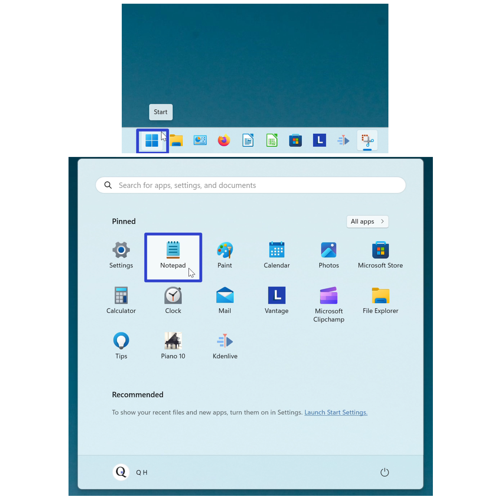 Start
L
Search for apps, settings, and documents
Pinned
All apps
Settings
Notepad
Paint
Calendar
Photos
Microsoft Store
Calculator
Clock
Mail
L
Vantage
Microsoft
Clipchamp
File Explorer
Tips
Piano 10
Kdenlive
Recommended
To show your recent files and new apps, turn them on in Settings. Launch Start Settings.
Q
Q H